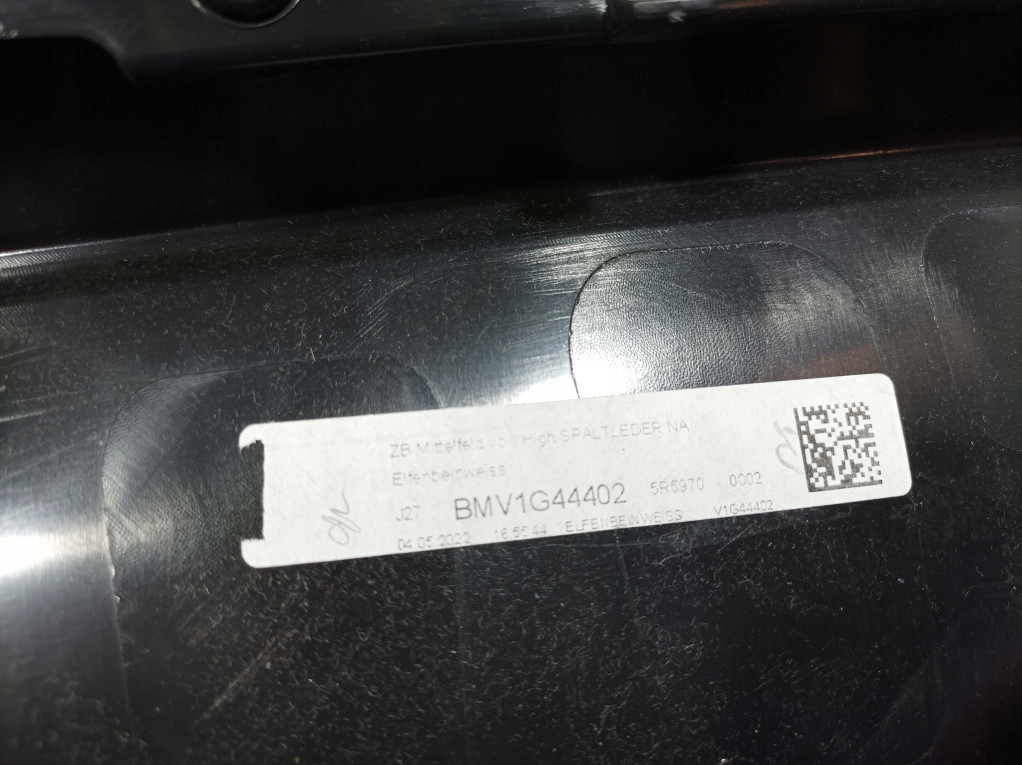 ZB Mittelfeld High SPALTLEDER NA
Elfenbeinweiss
J27 BMV1G44402 5R5970 0002
04.05.2022 16:55:44 ELFENBEINWEISS V1G44402